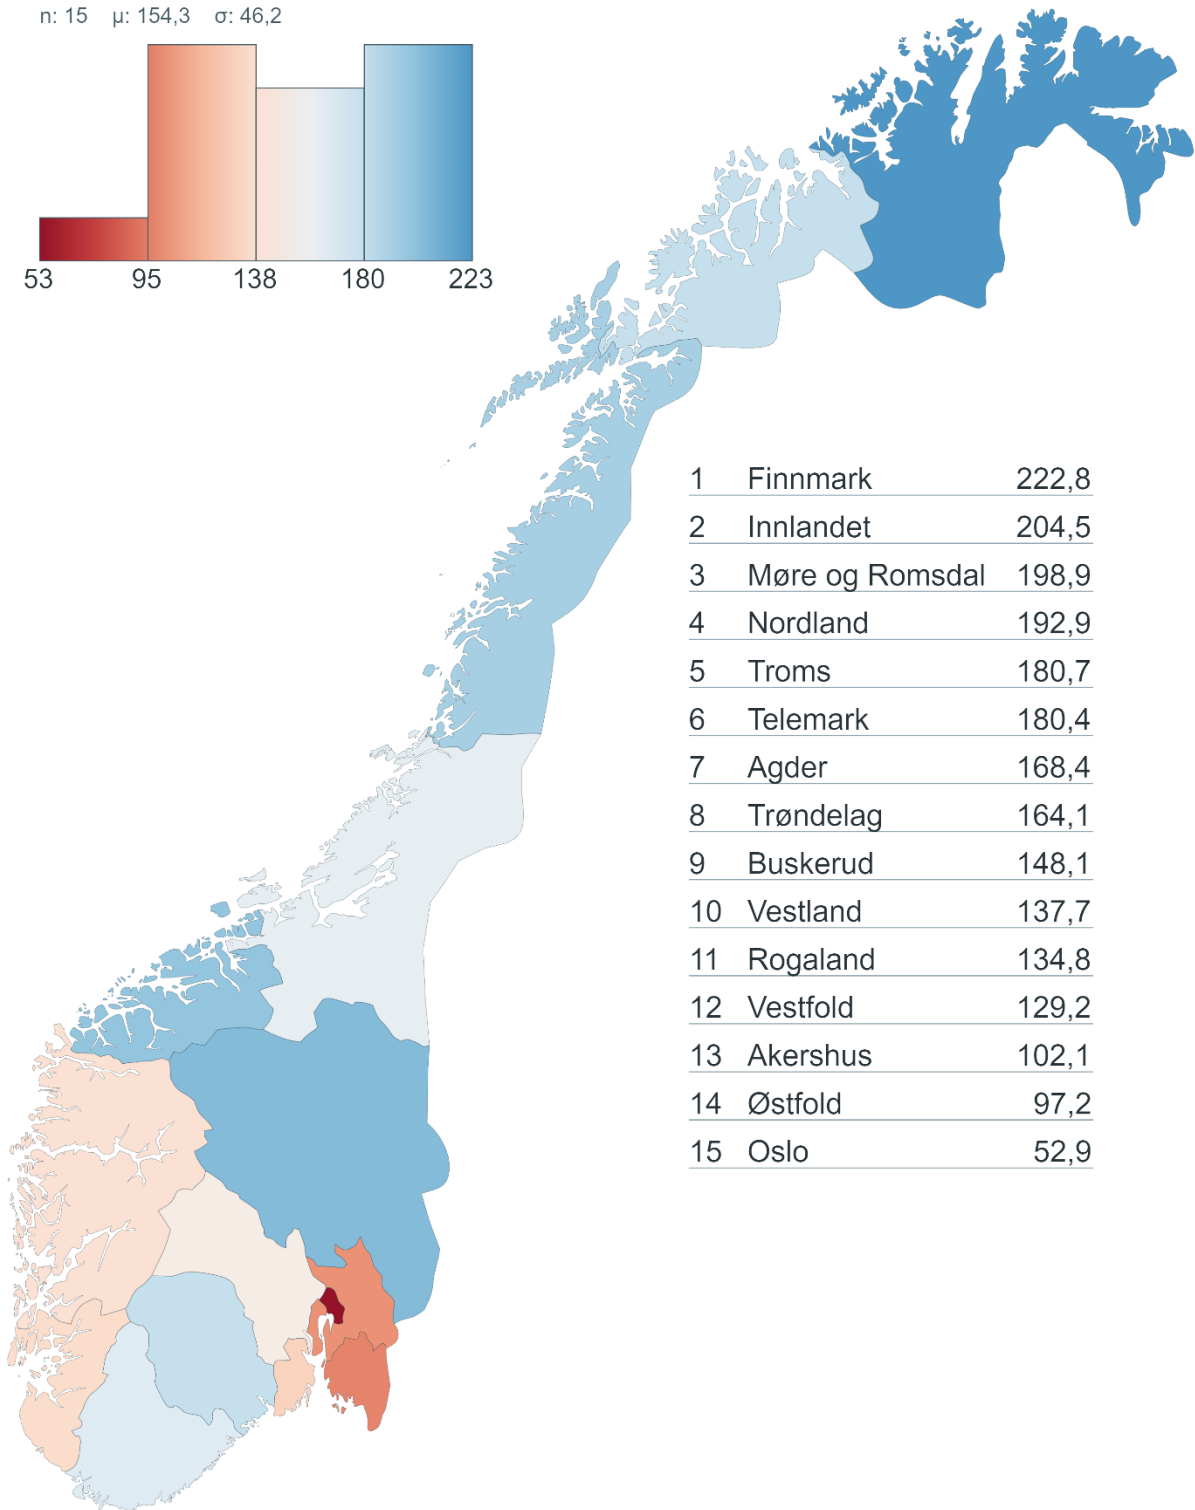 n: 15 μ: 154,3 σ: 46,2
53 95 138 180 223
1 Finnmark 222,8
2 Innlandet 204,5
3 Møre og Romsdal 198,9
4 Nordland 192,9
5 Troms 180,7
6 Telemark 180,4
7 Agder 168,4
8 Trøndelag 164,1
9 Buskerud 148,1
10 Vestland 137,7
11 Rogaland 134,8
12 Vestfold 129,2
13 Akershus 102,1
14 Østfold 97,2
15 Oslo 52,9